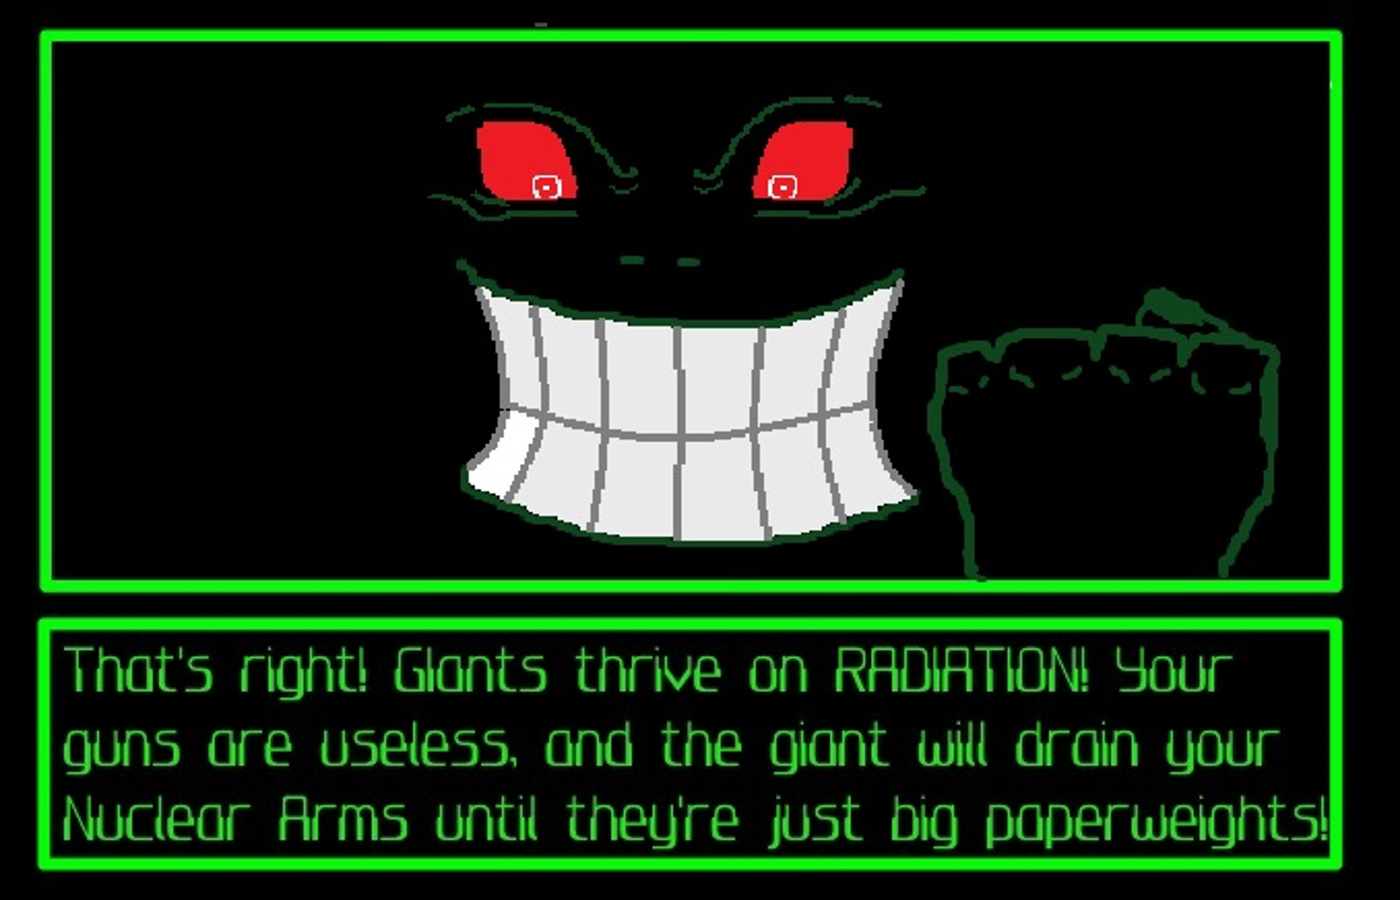 That's right! Giants thrive on RADIATION! Your
guns are useless, and the giant will drain your
Nuclear Arms until they're just big paperweights!